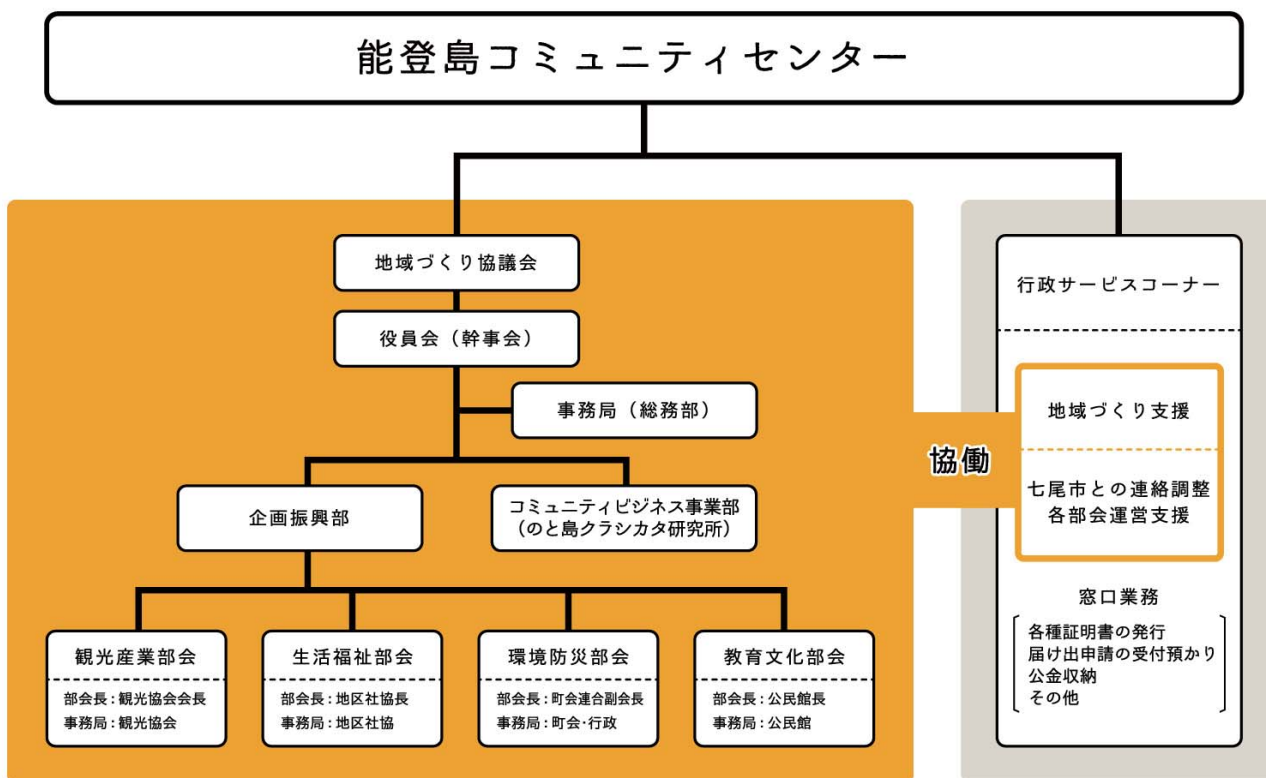 能登島コミュニティセンター
地域づくり協議会
役員会（幹事会）
事務局（総務部）
企画振興部
コミュニティビジネス事業部
（のと島クラシカタ研究所）
観光産業部会
部会長：観光協会会長
事務局：観光協会
生活福祉部会
部会長：地区社協長
事務局：地区社協
環境防災部会
部会長：町会連合副会長
事務局：町会・行政
教育文化部会
部会長：公民館長
事務局：公民館
協働
行政サービスコーナー
地域づくり支援
七尾市との連絡調整
各部会運営支援
窓口業務
各種証明書の発行
届け出申請の受付預かり
公金収納
その他